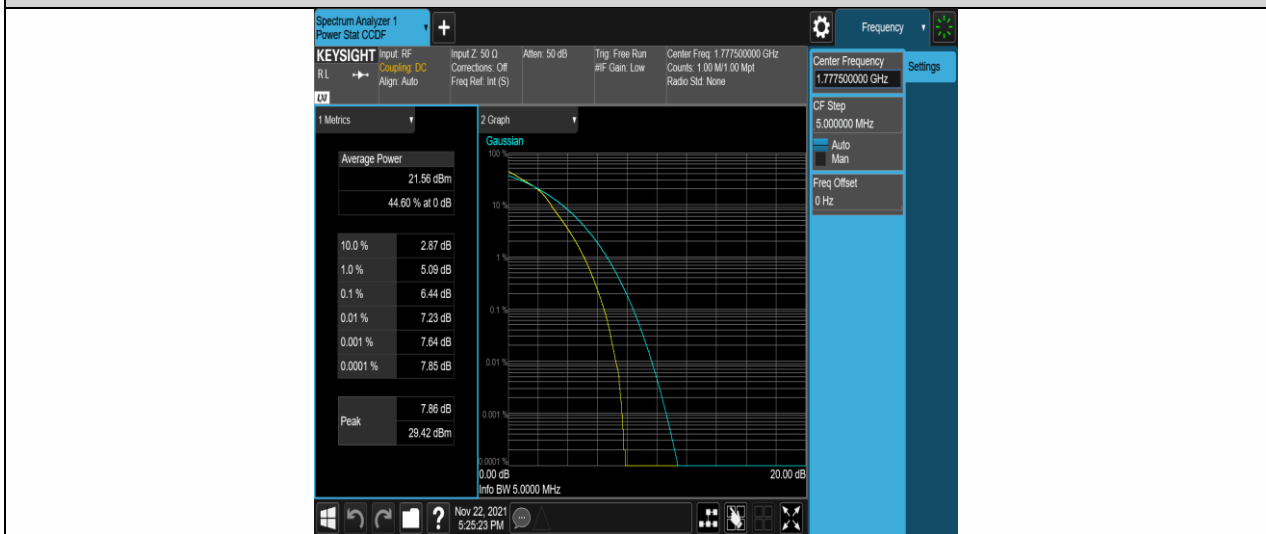 Spectrum Analyzer 1
Power Stat CCDF
Frequency
KEYSIGHT
RL
LXI
Input: RF
Coupling: DC
Align: Auto
Input Z: 50 Ω
Corrections: Off
Freq Ref: Int (S)
Atten: 50 dB
Trig: Free Run
#IF Gain: Low
Center Freq: 1.777500000 GHz
Counts: 1.00 M/1.00 Mpt
Radio Std: None
Center Frequency
1.777500000 GHz
Settings
CF Step
5.000000 MHz
Auto
Man
Freq Offset
0 Hz
1 Metrics
Average Power
21.56 dBm
44.60 % at 0 dB
10.0 % 2.87 dB
1.0 % 5.09 dB
0.1 % 6.44 dB
0.01 % 7.23 dB
0.001 % 7.64 dB
0.0001 % 7.85 dB
Peak
7.86 dB
29.42 dBm
2 Graph
Gaussian
100 %
10 %
1 %
0.1 %
0.01 %
0.001 %
0.0001 %
0.00 dB
20.00 dB
Info BW 5.0000 MHz
?
Nov 22, 2021
5:25:23 PM